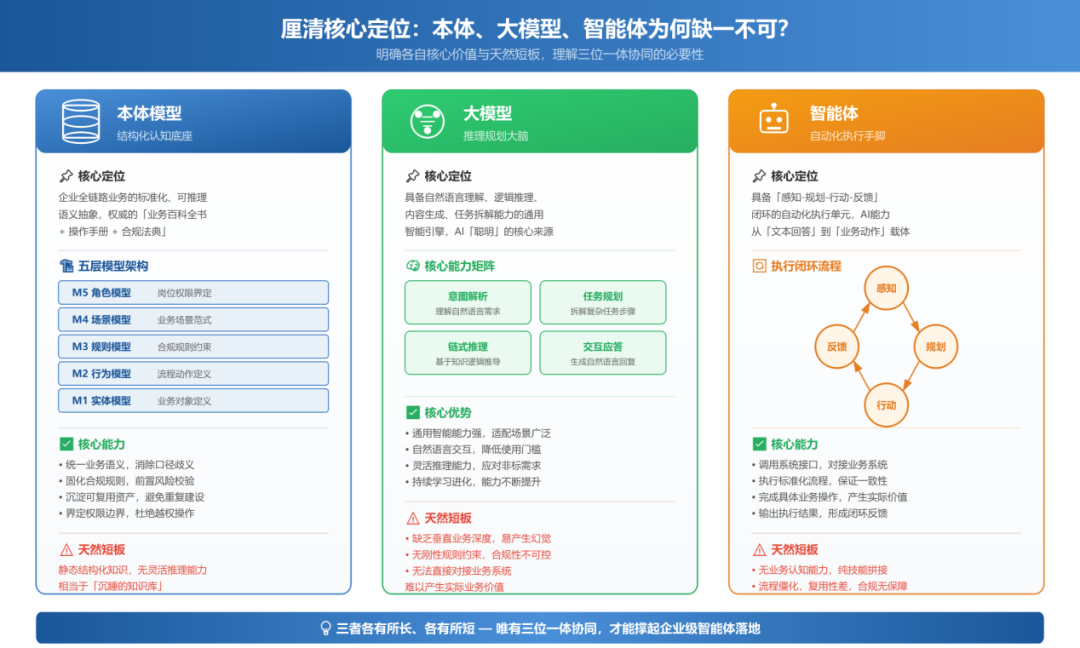 厘清核心定位：本体、大模型、智能体为何缺一不可？
明确各自核心价值与天然短板，理解三位一体协同的必要性
本体模型
结构化认知底座
核心定位
企业全链路业务的标准化、可推理
语义抽象，权威的「业务百科全书
+ 操作手册 + 合规法典」
五层模型架构
M5 角色模型 岗位权限界定
M4 场景模型 业务场景范式
M3 规则模型 合规规则约束
M2 行为模型 流程动作定义
M1 实体模型 业务对象定义
核心能力
• 统一业务语义，消除口径歧义
• 固化合规规则，前置风险校验
• 沉淀可复用资产，避免重复建设
• 界定权限边界，杜绝越权操作
天然短板
静态结构化知识，无灵活推理能力
相当于「沉睡的知识库」
大模型
推理规划大脑
核心定位
具备自然语言理解、逻辑推理、
内容生成、任务拆解能力的通用
智能引擎，AI「聪明」的核心来源
核心能力矩阵
意图解析
理解自然语言需求
任务规划
拆解复杂任务步骤
链式推理
基于知识逻辑推导
交互应答
生成自然语言回复
核心优势
• 通用智能能力强，适配场景广泛
• 自然语言交互，降低使用门槛
• 灵活推理能力，应对非标需求
• 持续学习进化，能力不断提升
天然短板
• 缺乏垂直业务深度，易产生幻觉
• 无刚性规则约束，合规性不可控
• 无法直接对接业务系统
难以产生实际业务价值
智能体
自动化执行手脚
核心定位
具备「感知-规划-行动-反馈」
闭环的自动化执行单元，AI能力
从「文本回答」到「业务动作」载体
执行闭环流程
感知
规划
行动
反馈
核心能力
• 调用系统接口，对接业务系统
• 执行标准化流程，保证一致性
• 完成具体业务操作，产生实际价值
• 输出执行结果，形成闭环反馈
天然短板
• 无业务认知能力，纯技能拼接
• 流程僵化，复用性差，合规无保障
三者各有所长、各有所短 — 唯有三位一体协同，才能撑起企业级智能体落地